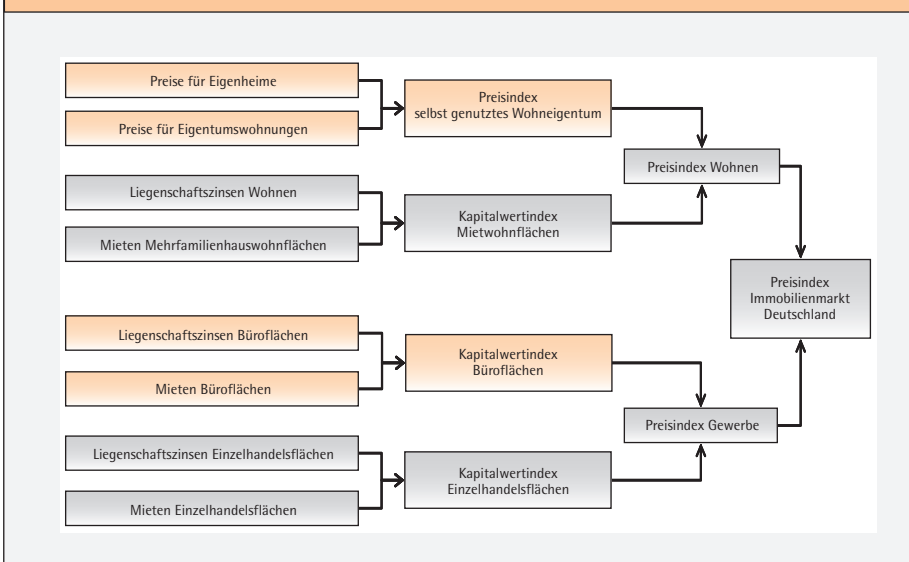 Preise für Eigenheime
Preise für Eigentumswohnungen
Preisindex
selbst genutztes Wohneigentum
Liegenschaftszinsen Wohnen
Mieten Mehrfamilienhauswohnflächen
Kapitalwertindex
Mietwohnflächen
Preisindex Wohnen
Liegenschaftszinsen Büroflächen
Mieten Büroflächen
Kapitalwertindex
Büroflächen
Liegenschaftszinsen Einzelhandelsflächen
Mieten Einzelhandelsflächen
Kapitalwertindex
Einzelhandelsflächen
Preisindex Gewerbe
Preisindex
Immobilienmarkt
Deutschland